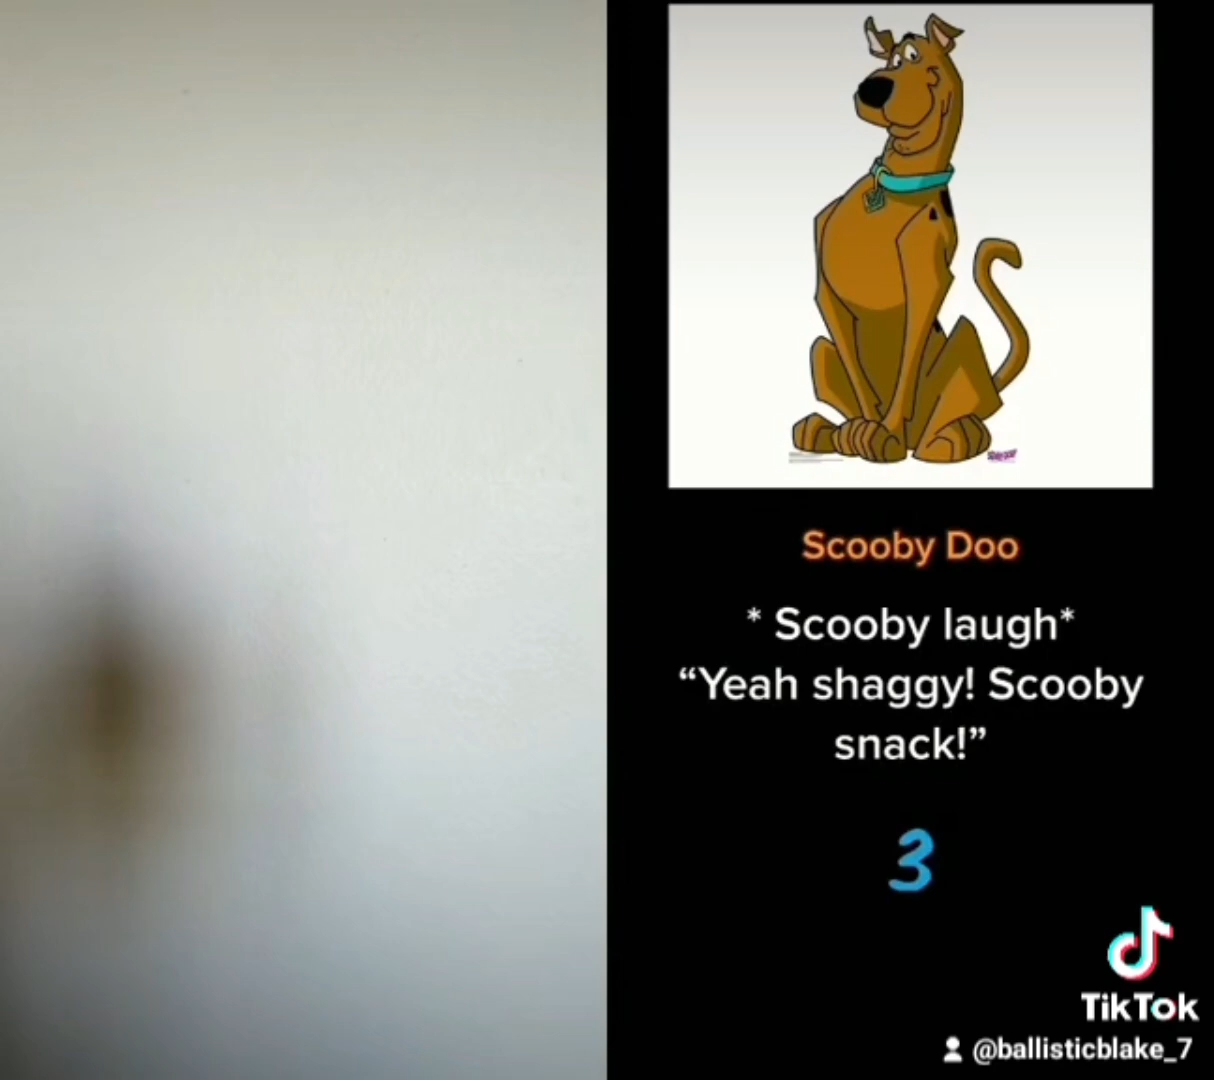 Scooby Doo
* Scooby laugh*
“Yeah shaggy! Scooby
snack!”
3
TikTok
@ballisticblake_7